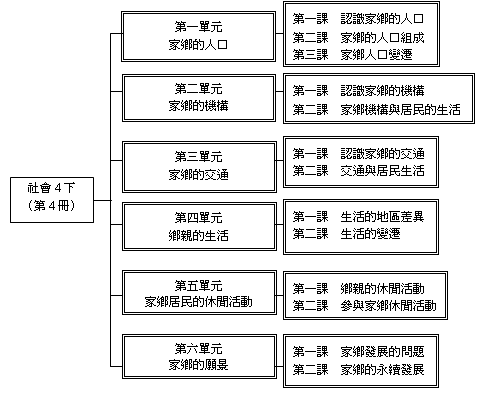 社會4下
（第4冊）
第一單元
家鄉的人口
第一課　認識家鄉的人口
第二課　家鄉的人口組成
第三課　家鄉人口變遷
第二單元
家鄉的機構
第一課　認識家鄉的機構
第二課　家鄉機構與居民的生活
第三單元
家鄉的交通
第一課　認識家鄉的交通
第二課　交通與居民生活
第四單元
鄉親的生活
第一課　生活的地區差異
第二課　生活的變遷
第五單元
家鄉居民的休閒活動
第一課　鄉親的休閒活動
第二課　參與家鄉休閒活動
第六單元
家鄉的願景
第一課　家鄉發展的問題
第二課　家鄉的永續發展